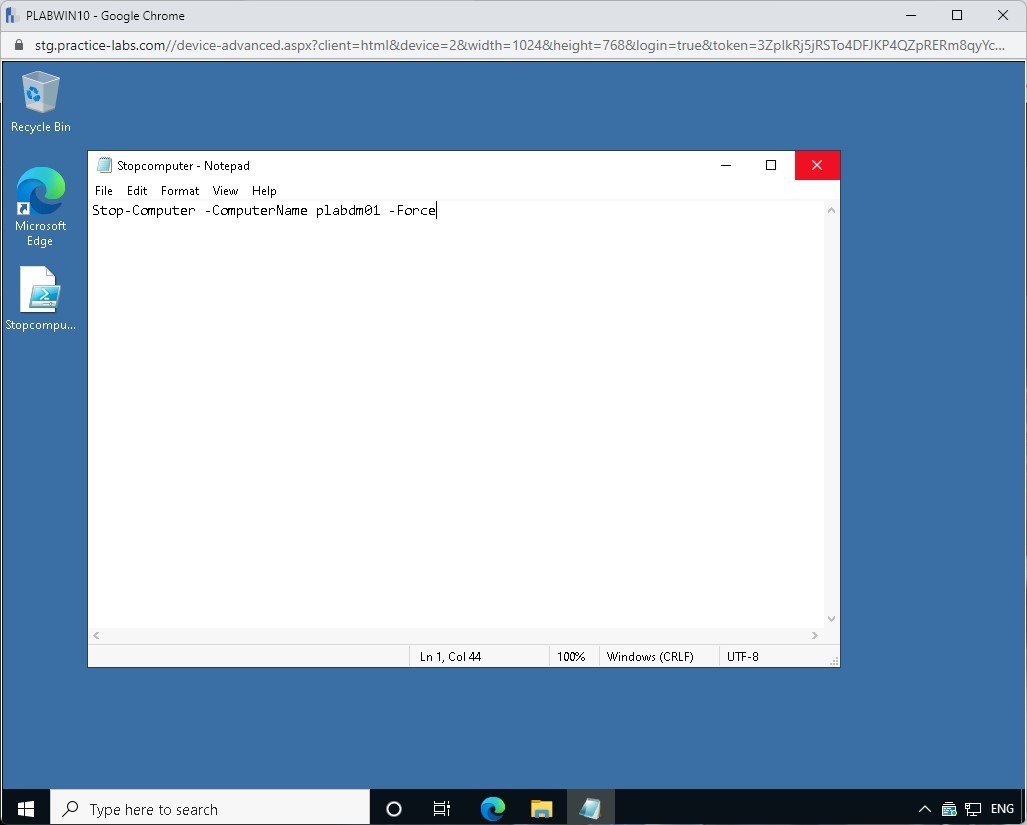 PLABWIN10 - Google Chrome
stg.practice-labs.com//device-advanced.aspx?client=html&device=2&width=1024&height=768&login=true&token=3ZpIkRj5jRSTo4DFJKP4QZpRERm8qyYc...
Recycle Bin
Microsoft
Edge
Stopcompu...
Stopcomputer - Notepad
File Edit Format View Help
Stop-Computer -ComputerName plabdm01 -Force
Ln 1, Col 44 100% Windows (CRLF) UTF-8
Type here to search
ENG